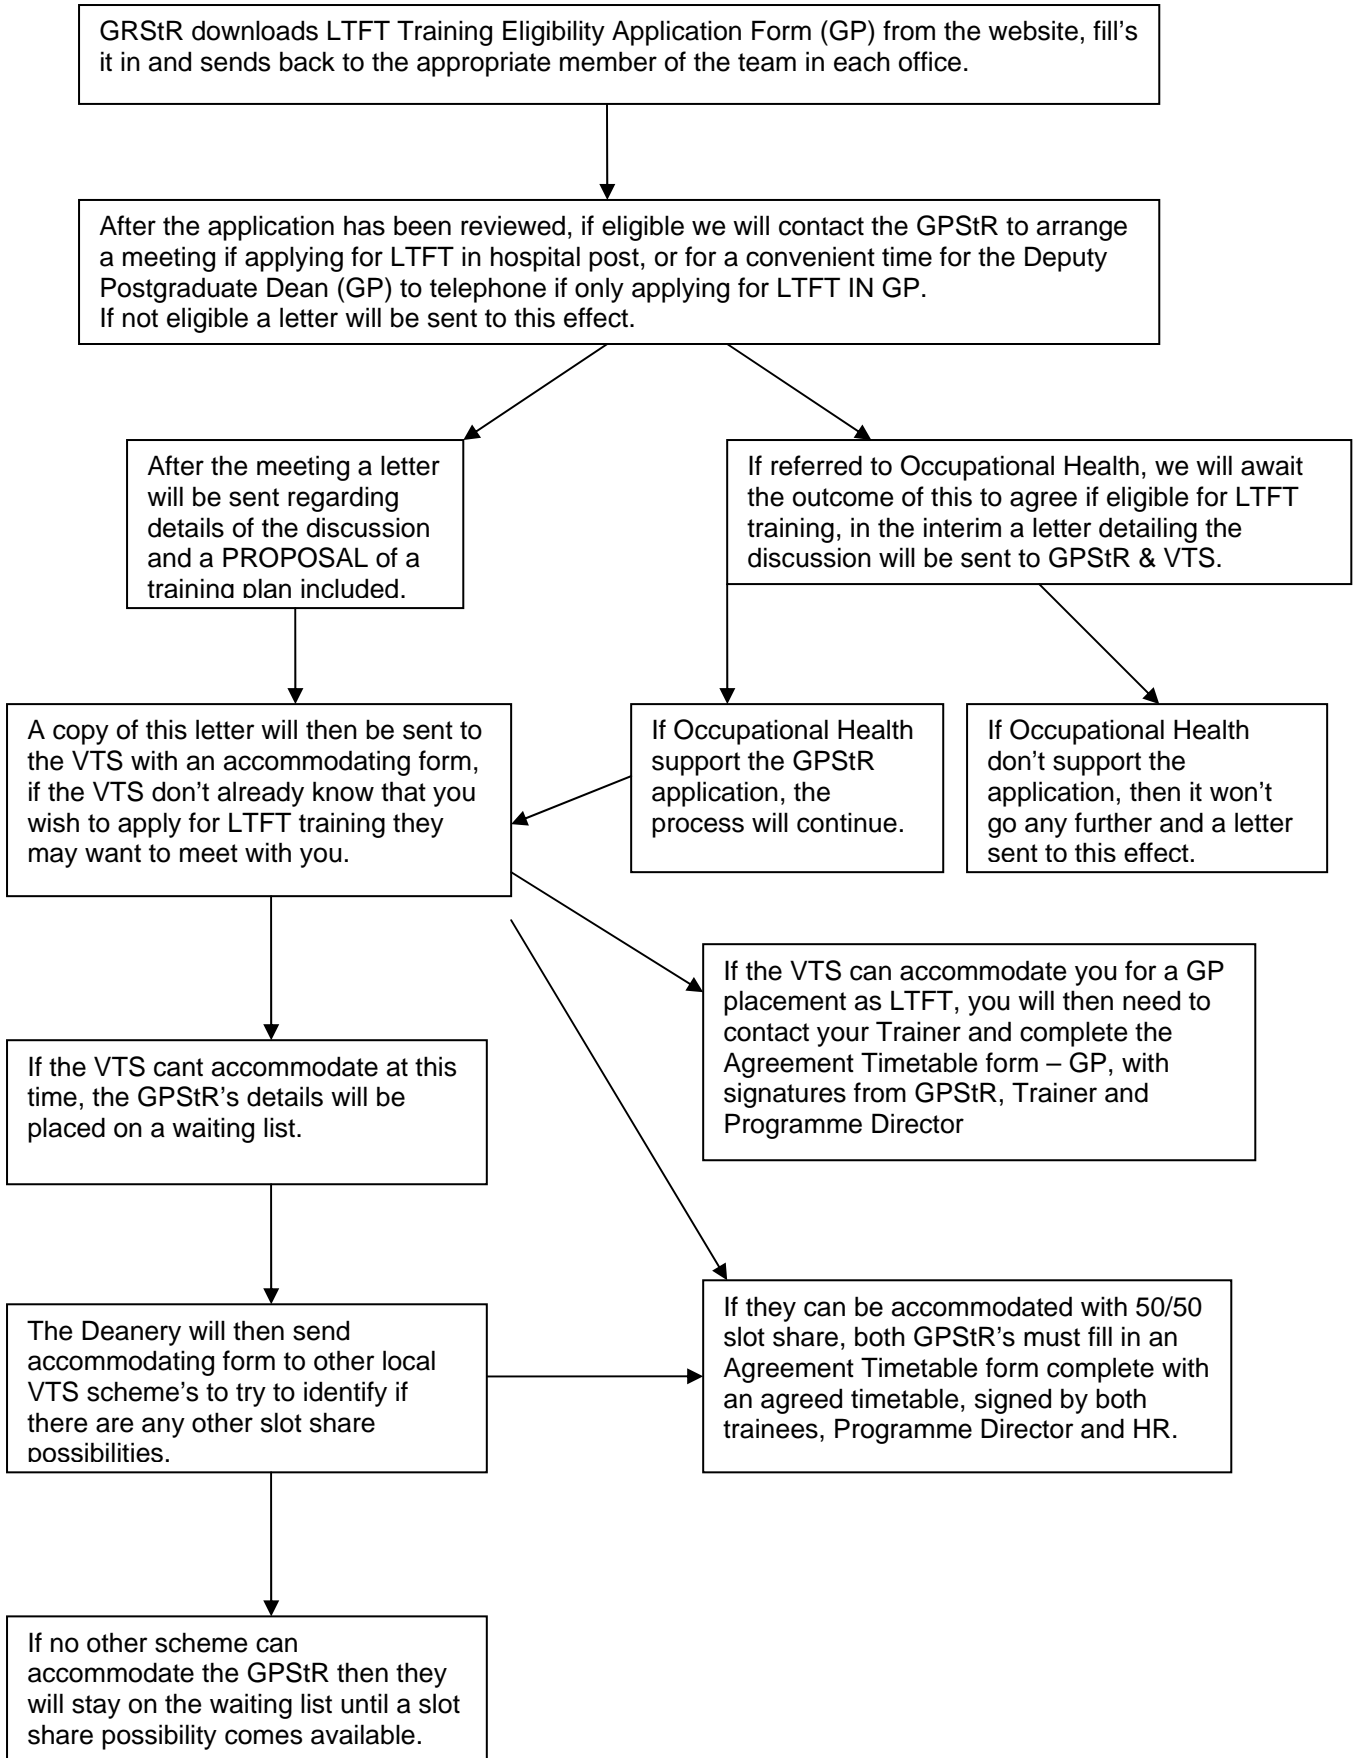 GRStR downloads LTFT Training Eligibility Application Form (GP) from the website, fill's
it in and sends back to the appropriate member of the team in each office.
After the application has been reviewed, if eligible we will contact the GPStR to arrange
a meeting if applying for LTFT in hospital post, or for a convenient time for the Deputy
Postgraduate Dean (GP) to telephone if only applying for LTFT IN GP.
If not eligible a letter will be sent to this effect.
After the meeting a letter
will be sent regarding
details of the discussion
and a PROPOSAL of a
training plan included.
If referred to Occupational Health, we will await
the outcome of this to agree if eligible for LTFT
training, in the interim a letter detailing the
discussion will be sent to GPStR & VTS.
A copy of this letter will then be sent to
the VTS with an accommodating form,
if the VTS don't already know that you
wish to apply for LTFT training they
may want to meet with you.
If Occupational Health
support the GPStR
application, the
process will continue.
If Occupational Health
don't support the
application, then it won't
go any further and a letter
sent to this effect.
If the VTS can accommodate you for a GP
placement as LTFT, you will then need to
contact your Trainer and complete the
Agreement Timetable form – GP, with
signatures from GPStR, Trainer and
Programme Director
If the VTS cant accommodate at this
time, the GPStR's details will be
placed on a waiting list.
The Deanery will then send
accommodating form to other local
VTS scheme's to try to identify if
there are any other slot share
possibilities.
If they can be accommodated with 50/50
slot share, both GPStR's must fill in an
Agreement Timetable form complete with
an agreed timetable, signed by both
trainees, Programme Director and HR.
If no other scheme can
accommodate the GPStR then they
will stay on the waiting list until a slot
share possibility comes available.